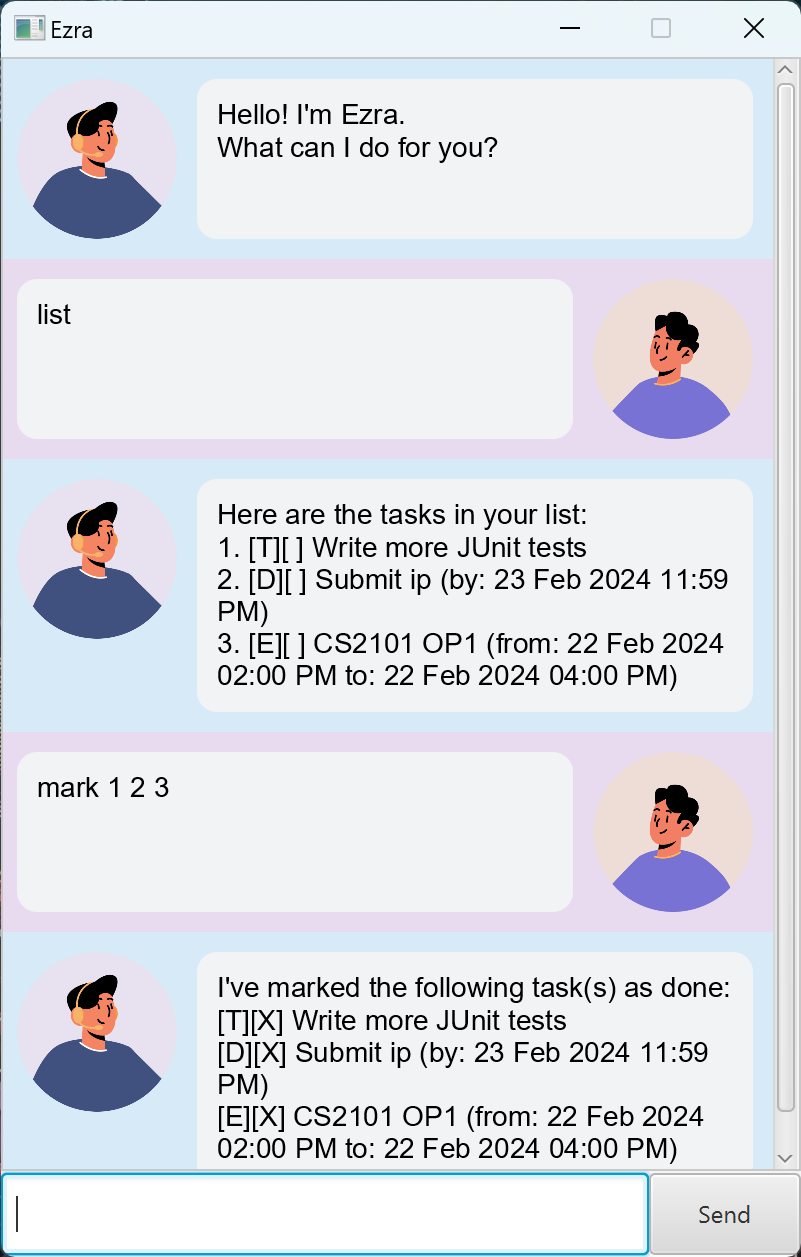 Ezra
Hello! I'm Ezra.
What can I do for you?
list
Here are the tasks in your list:
1. [T][ ] Write more JUnit tests
2. [D][ ] Submit ip (by: 23 Feb 2024 11:59
PM)
3. [E][ ] CS2101 OP1 (from: 22 Feb 2024
02:00 PM to: 22 Feb 2024 04:00 PM)
mark 1 2 3
I've marked the following task(s) as done:
[T][X] Write more JUnit tests
[D][X] Submit ip (by: 23 Feb 2024 11:59
PM)
[E][X] CS2101 OP1 (from: 22 Feb 2024
02:00 PM to: 22 Feb 2024 04:00 PM)
Send